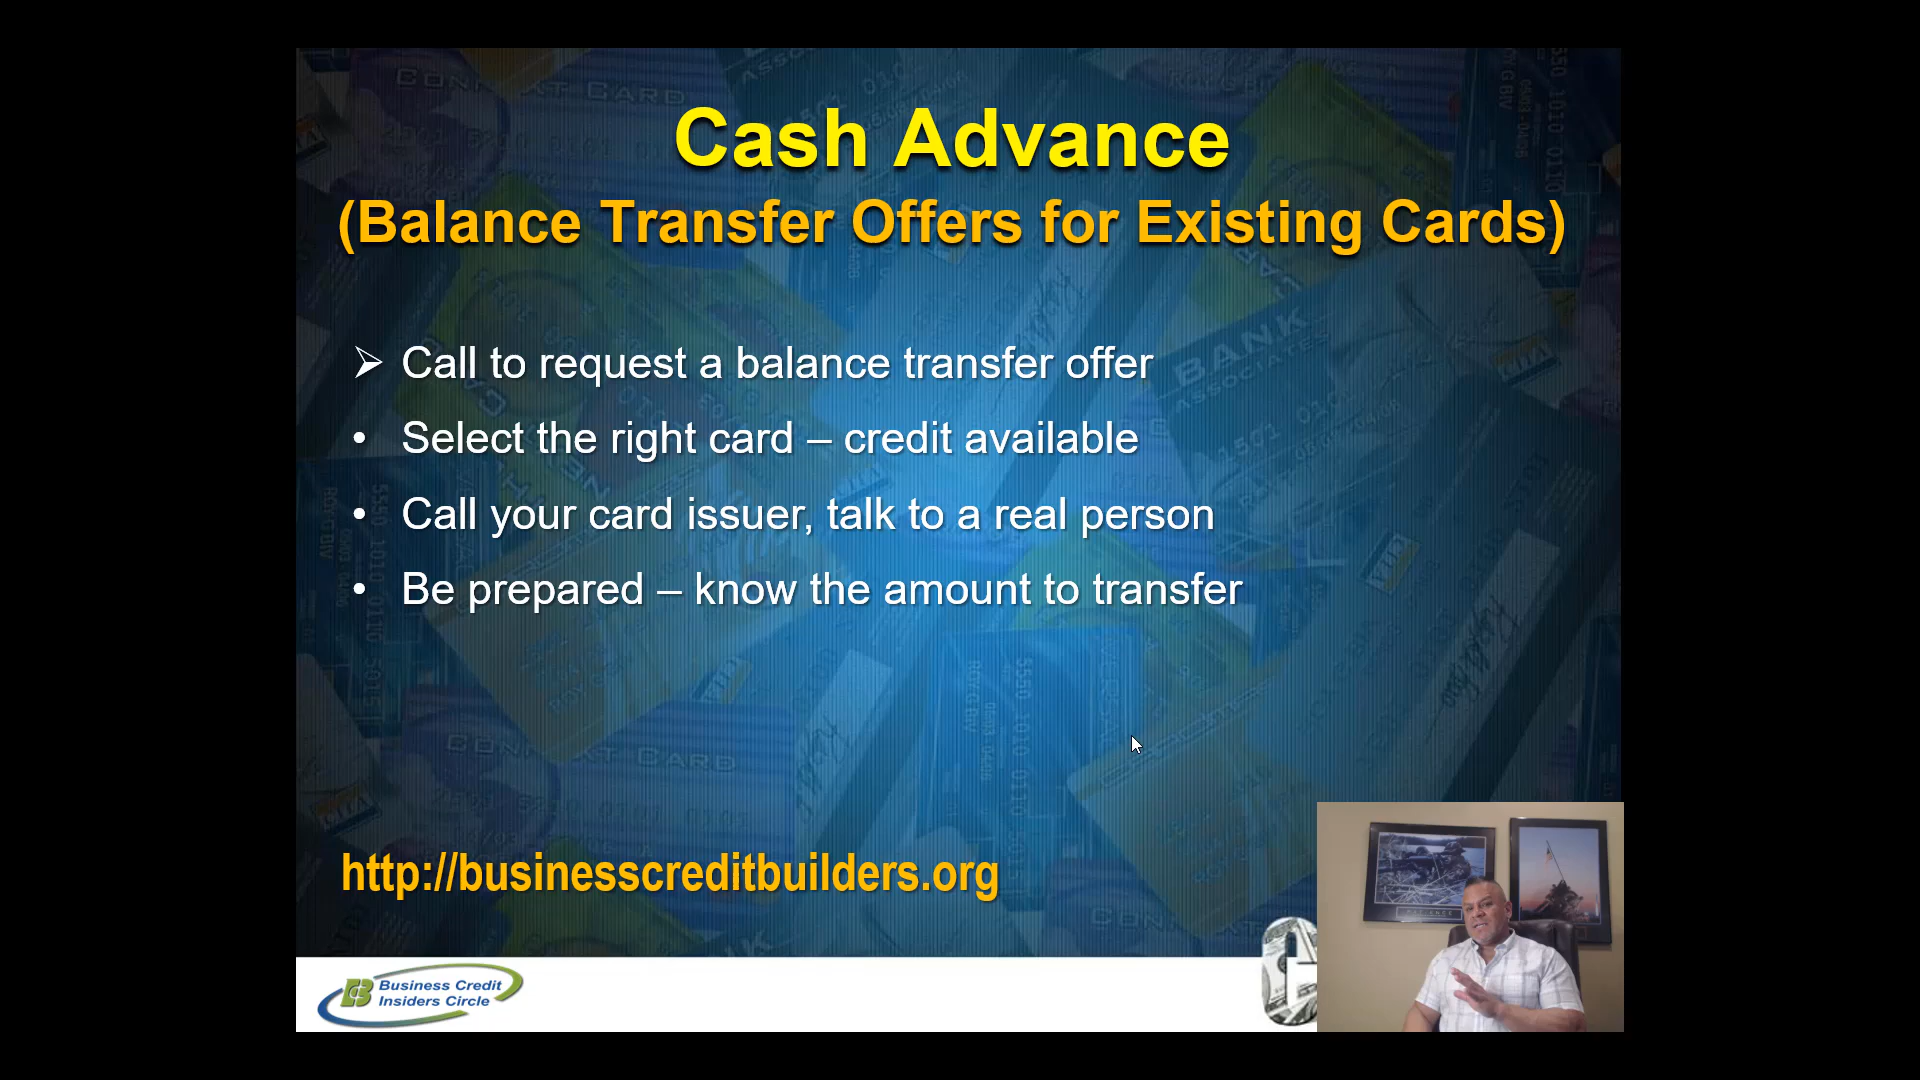 Cash Advance
(Balance Transfer Offers for Existing Cards)
➢ Call to request a balance transfer offer
• Select the right card – credit available
• Call your card issuer, talk to a real person
• Be prepared – know the amount to transfer
http://businesscreditbuilders.org
Business Credit
Insiders Circle